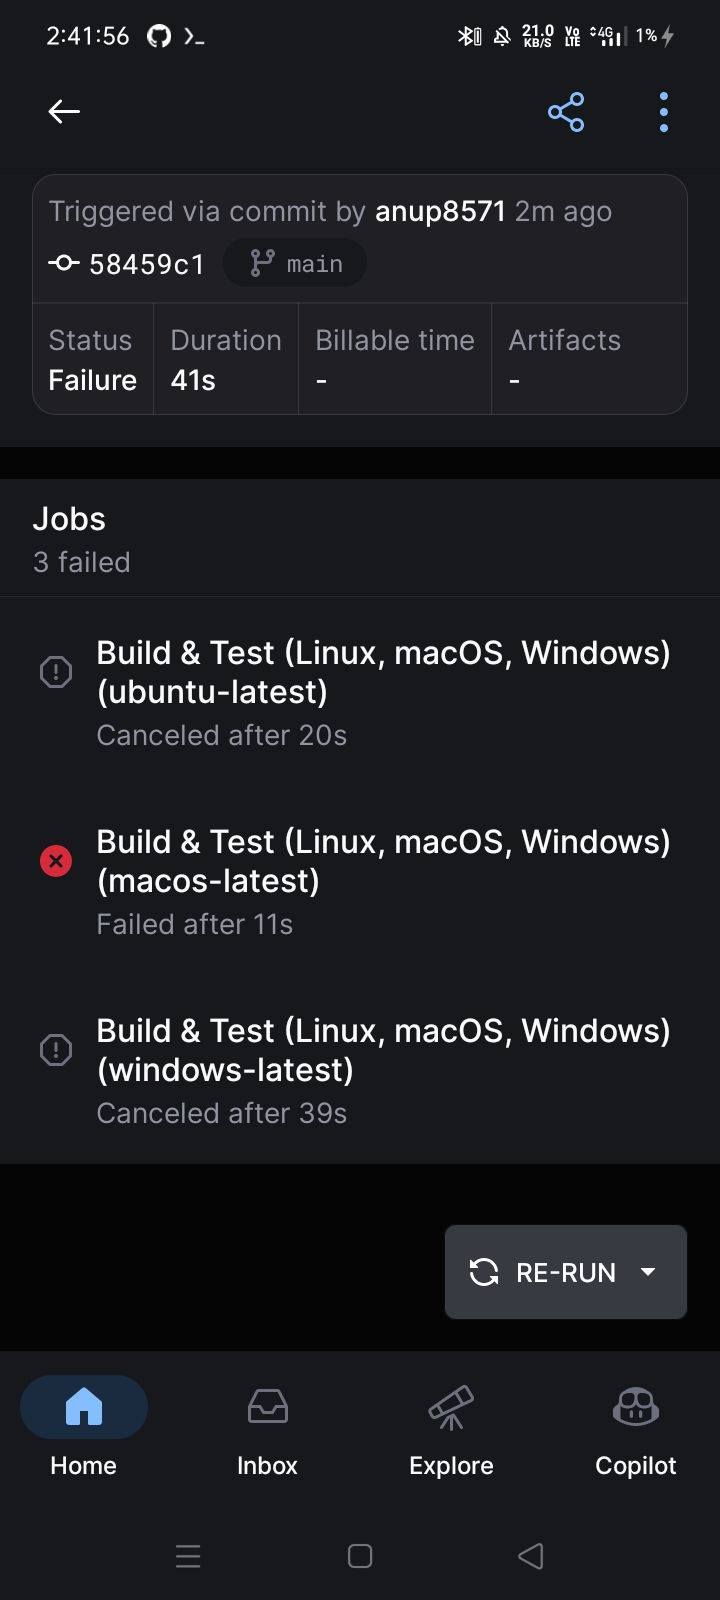 2:41:56
21.0 KB/S Vo LTE 4G 1%
Triggered via commit by anup8571 2m ago
58459c1 main
Status Duration Billable time Artifacts
Failure 41s - -
Jobs
3 failed
Build & Test (Linux, macOS, Windows)
(ubuntu-latest)
Canceled after 20s
Build & Test (Linux, macOS, Windows)
(macos-latest)
Failed after 11s
Build & Test (Linux, macOS, Windows)
(windows-latest)
Canceled after 39s
RE-RUN
Home Inbox Explore Copilot